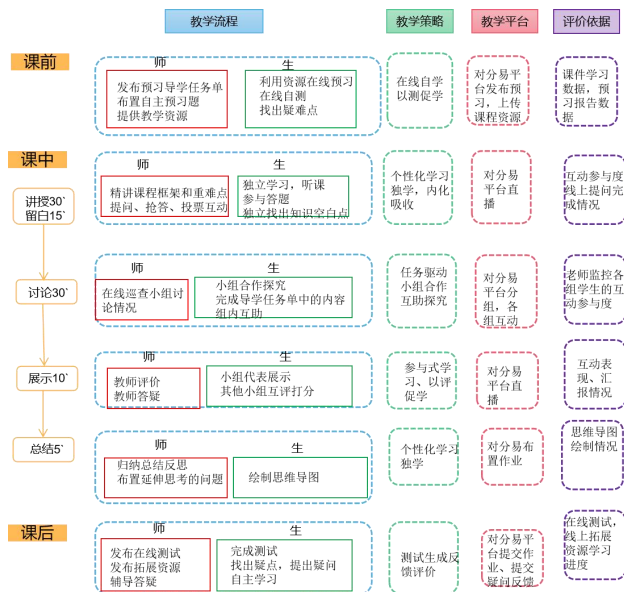 教学流程
教学策略
教学平台
评价依据
课前
师
生
发布预习导学任务单
布置自主预习题
提供教学资源
利用资源在线预习
在线自测
找出疑难点
在线自学
以测促学
对分易平
台发布预
习，上传
课程资源
课件学习
数据，预
习报告数
据
课中
讲授30`
留白15`
师
生
精讲课程框架和重难点
提问、抢答、投票互动
独立学习，听课
参与答题
独立找出知识空白点
个性化学习
独学，内化
吸收
对分易
平台直
播
互动参与度
线上提问完
成情况
讨论30`
师
生
在线巡查小组讨
论情况
小组合作探究
完成导学任务单中的内容
组内互助
任务驱动
小组合作
互助探究
对分易
平台分
组，各
组互动
老师监控各
组学生的互
动参与度
展示10`
师
生
教师评价
教师答疑
小组代表展示
其他小组互评打分
参与式学
习、以评
促学
对分易
平台直
播
互动表
现、汇
报情况
总结5`
师
生
归纳总结反思
布置延伸思考的问题
绘制思维导图
个性化学习
独学
对分易布
置作业
思维导图
绘制情况
课后
师
生
发布在线测试
发布拓展资源
辅导答疑
完成测试
找出疑点，提出疑问
自主学习
测试生成反
馈评价
对分易平
台提交作
业、提交
疑问反馈
在线测试，
线上拓展
资源学习
进度